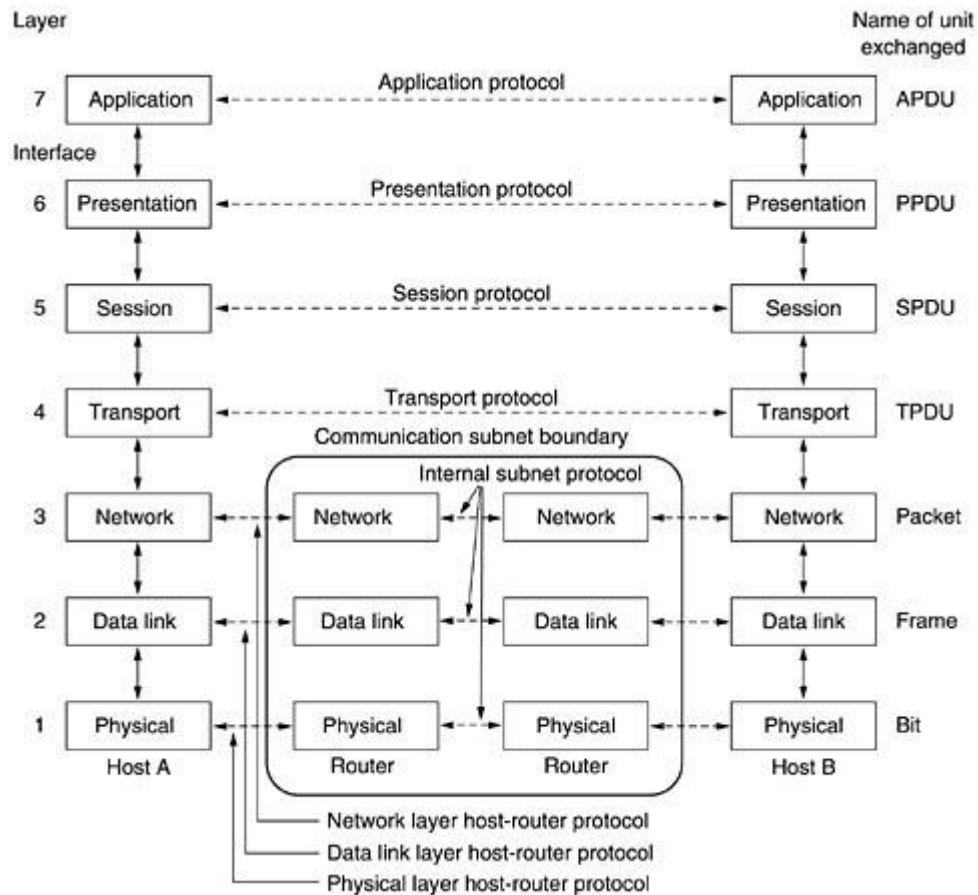 Layer
Name of unit
exchanged
Application protocol
7 Application Application APDU
Interface
Presentation protocol
6 Presentation Presentation PPDU
Session protocol
5 Session Session SPDU
Transport protocol
4 Transport Transport TPDU
Communication subnet boundary
Internal subnet protocol
3 Network Network Network Network Packet
2 Data link Data link Data link Data link Frame
1 Physical Physical Physical Physical Bit
Host A Router Router Host B
Network layer host-router protocol
Data link layer host-router protocol
Physical layer host-router protocol